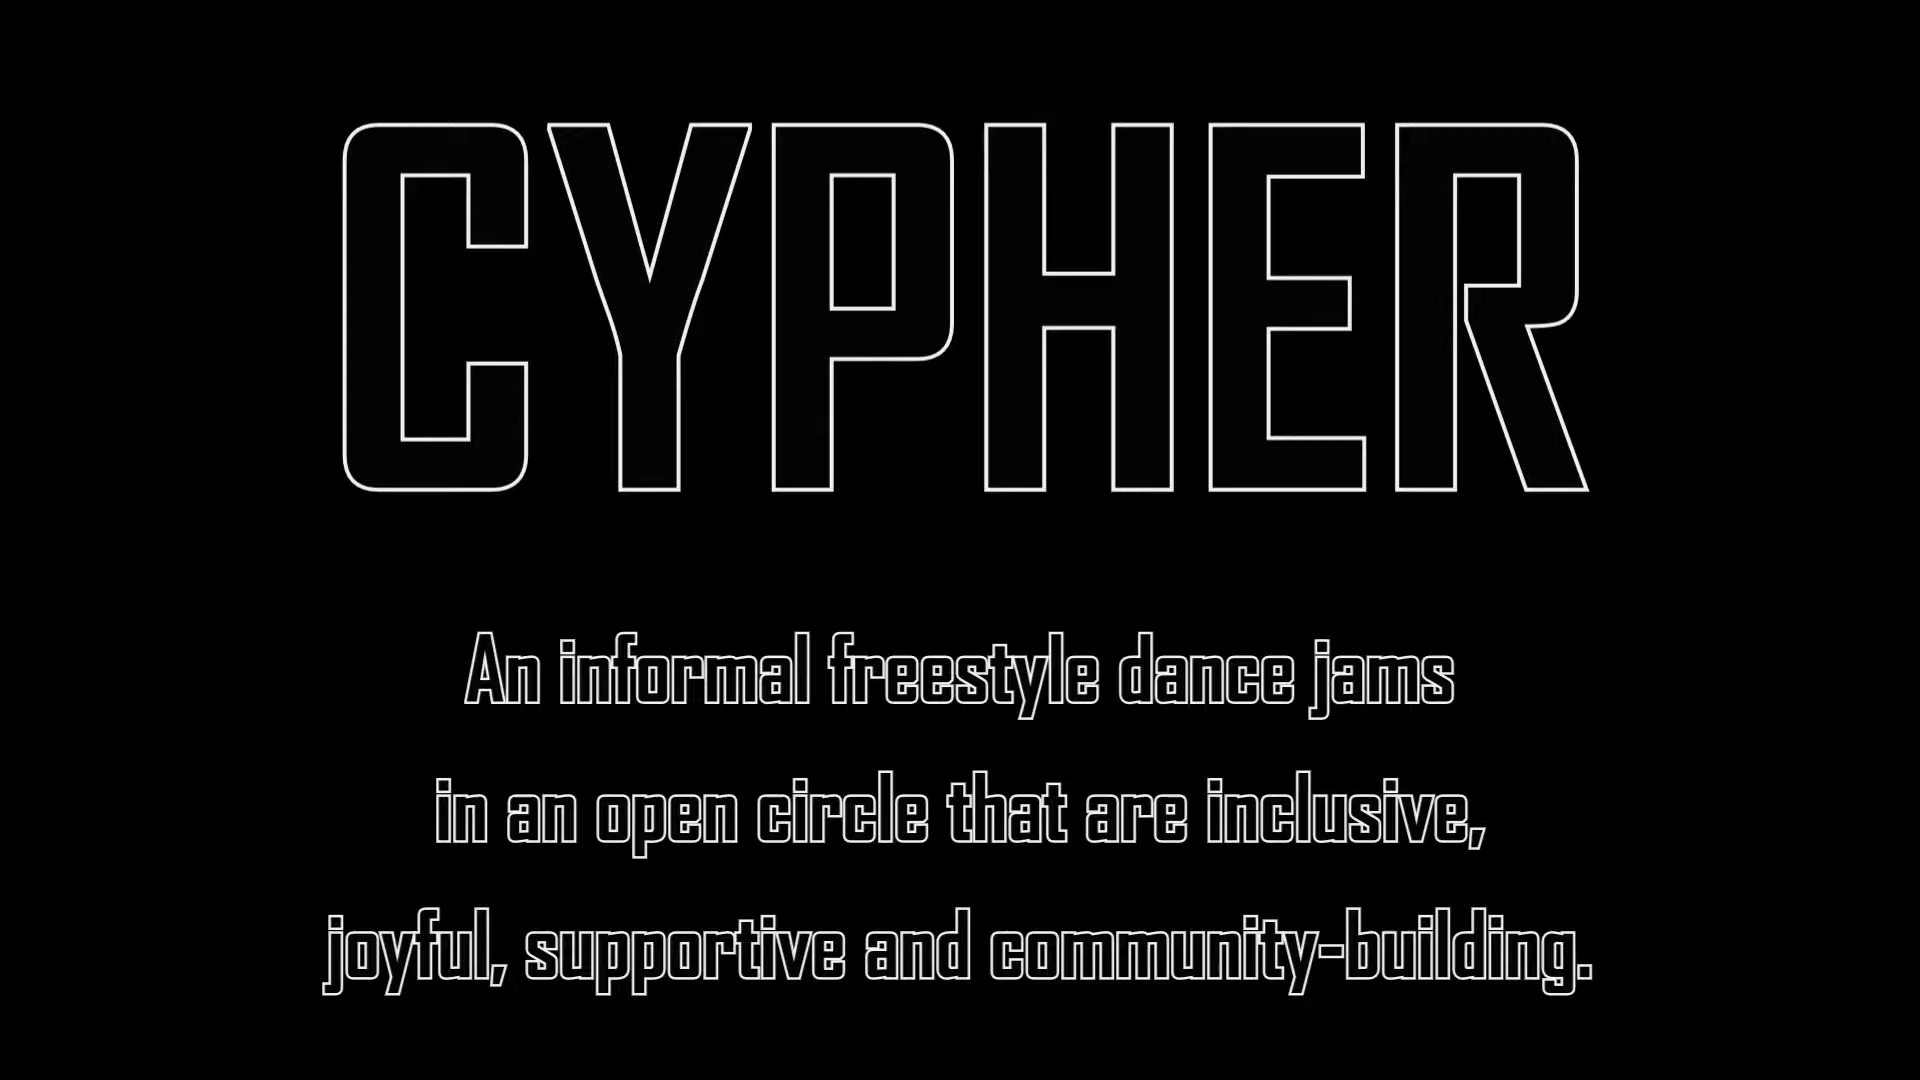 CYPHER
An informal freestyle dance jams
in an open circle that are inclusive,
joyful, supportive and community-building.